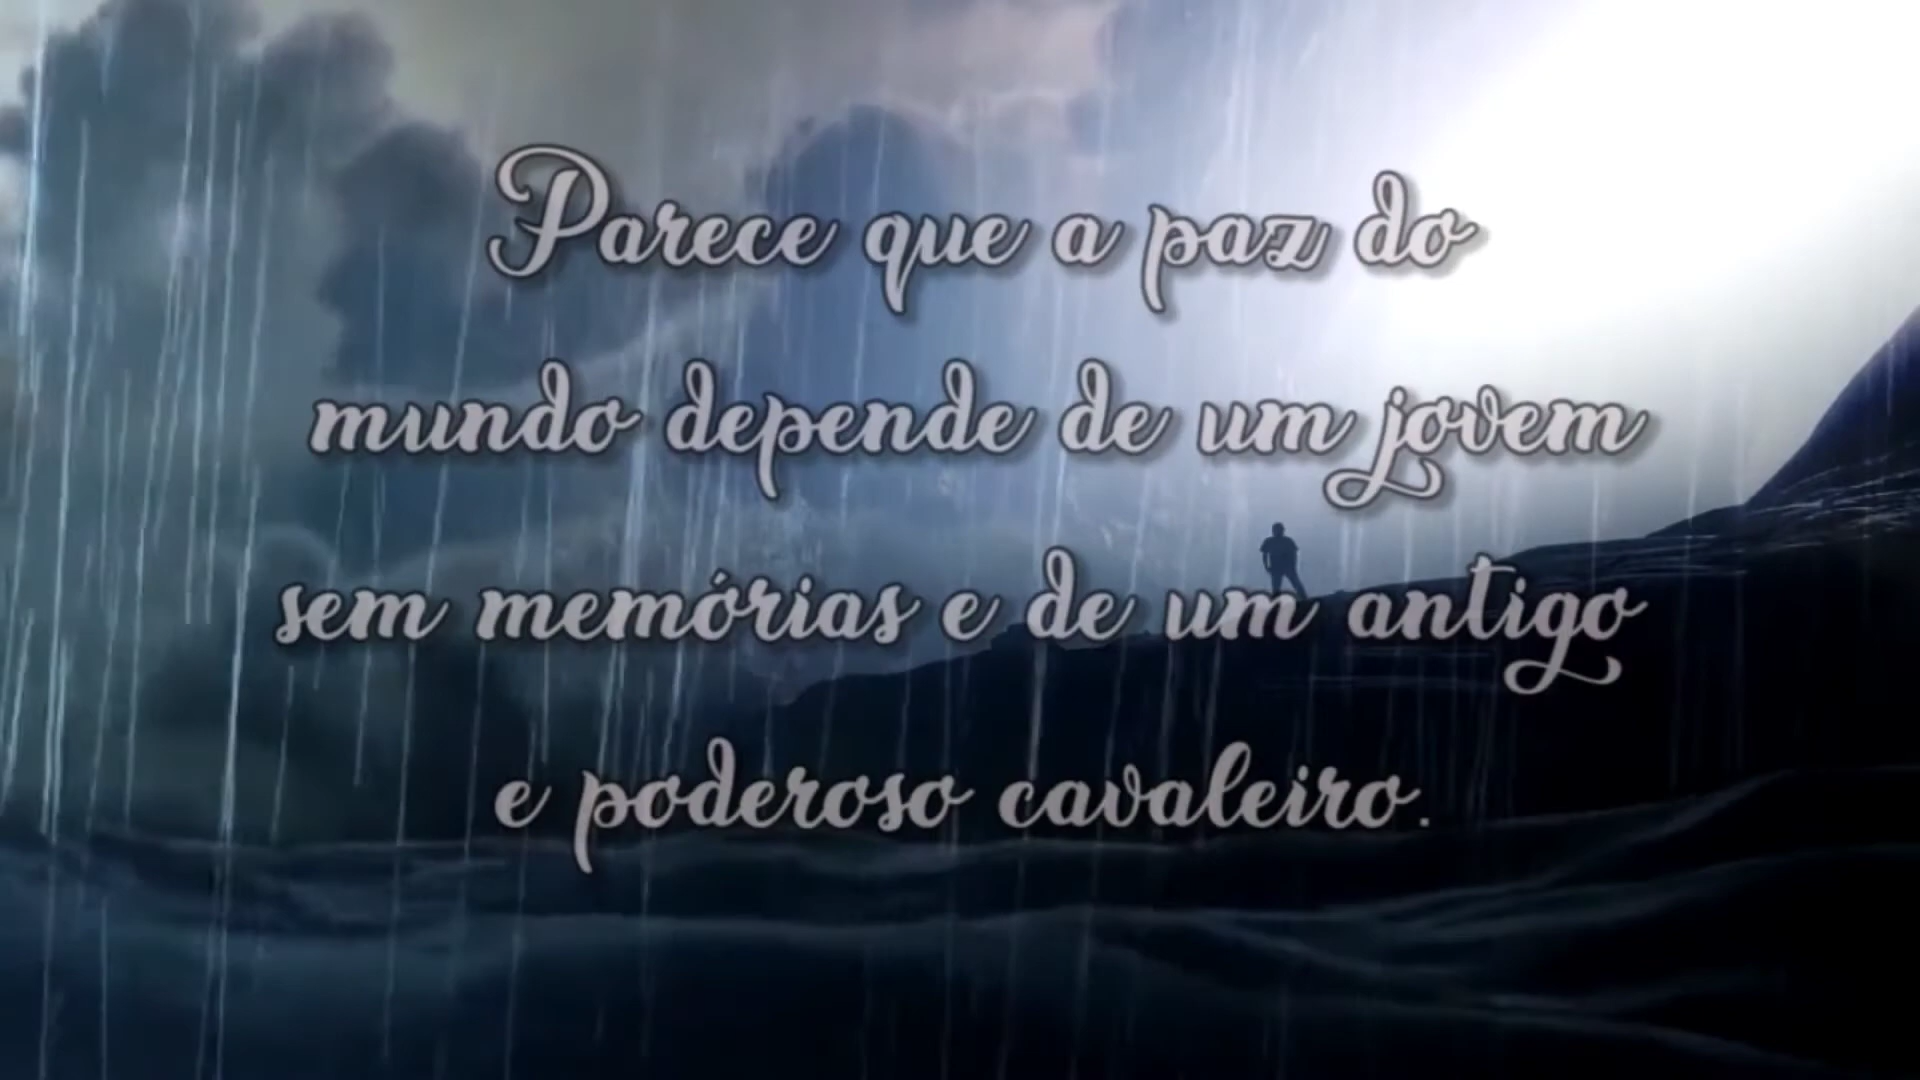 Parece que a paz do
mundo depende de um jovem
sem memórias e de um antigo
e poderoso cavaleiro.